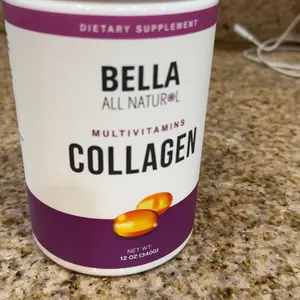 DIETARY SUPPLEMENT
BELLA
ALL NATURAL
MULTIVITAMINS
COLLAGEN
NET WT:
12 OZ (340G)